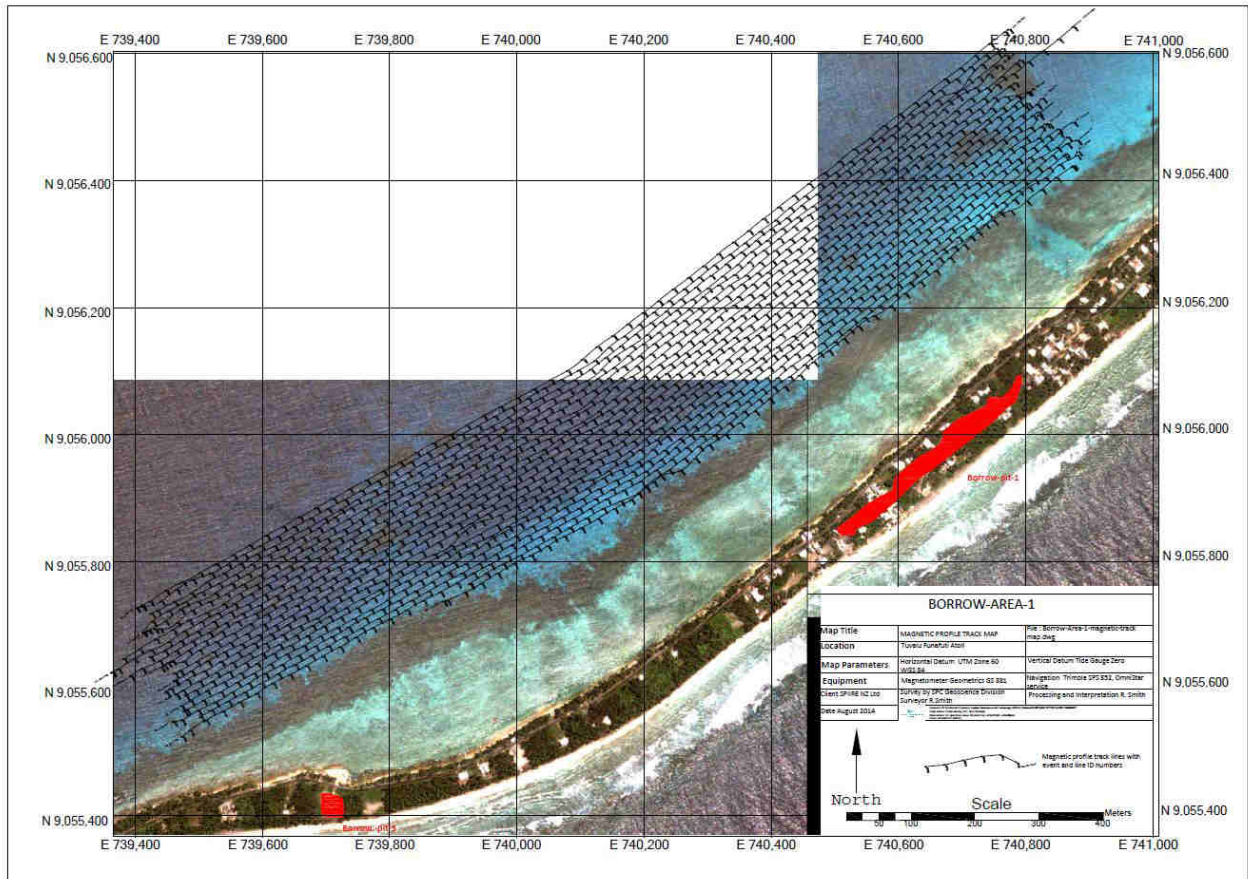 E 739,400 E 739,600 E 739,800 E 740,000 E 740,200 E 740,400 E 740,600 E 740,800 E 741,000
N 9.056.600 N 9.056,600
N 9.056,400 N 9.056,400
N 9.056,200 N 9.056,200
N 9.056,000 N 9.056,000
Borrow-pit-1
N 9.055,800 N 9.055,800
BORROW-AREA-1
Map Title MAGNETIC PROFILE TRACK MAP File : Borrow-Area-1-magnetic-track
map.dwg
Location Tuvalu Funafuti Atoll
Map Parameters Horizontal Datum UTM Zone 60 Vertical Datum Tide Gauge Zero
WGS 84
N 9.055,600 N 9.055,600
Equipment Magnetometer Geometrics Navigation Trimble SPS 852, OmniStar
service
Client SPIIRE NZ Ltd Survey by SPC Geoscience Division Processing and Interpretation R. Smith
Surveyor R.Smith
Date August 2014
Magnetic profile track lines with
event and line ID numbers
North
Scale
N 9.055,400 Meters N 9.055,400
50 100 200 300 400
Borrow-pit-5
E 739,400 E 739,600 E 739,800 E 740,000 E 740,200 E 740,400 E 740,600 E 740,800 E 741,000